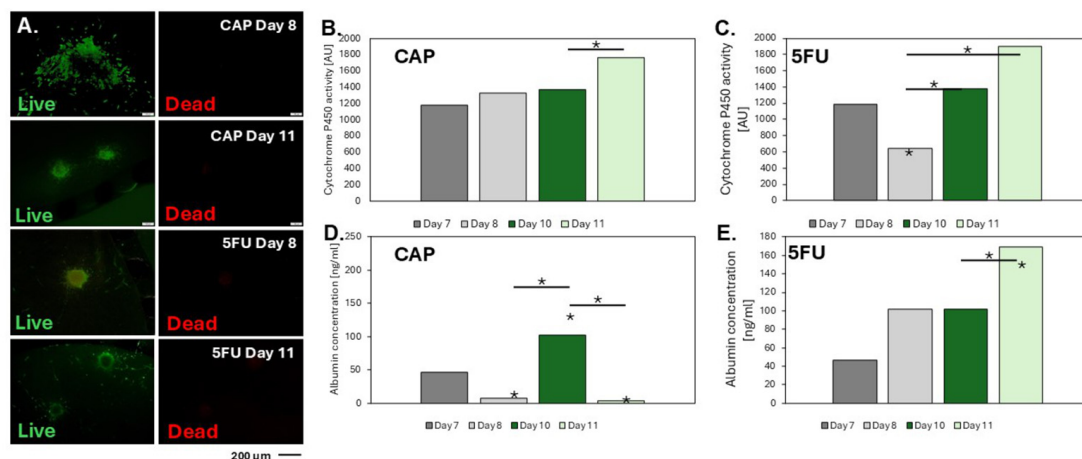 A.
CAP Day 8
Live
Dead
CAP Day 11
Live
Dead
5FU Day 8
Live
Dead
5FU Day 11
Live
Dead
200 um
B.
CAP
*
Cytochrome P450 activity [AU]
2000
1800
1600
1400
1200
1000
800
600
400
200
0
Day 7 Day 8 Day 10 Day 11
C.
5FU
*
*
*
Cytochrome P450 activity
[AU]
2000
1800
1600
1400
1200
1000
800
600
400
200
0
Day 7 Day 8 Day 10 Day 11
D.
CAP
*
*
*
*
*
Albumin concentration [ng/ml]
250
200
150
100
50
0
Day 7 Day 8 Day 10 Day 11
E.
5FU
*
*
Albumin concentration
[ng/ml]
180
160
140
120
100
80
60
40
20
0
Day 7 Day 8 Day 10 Day 11